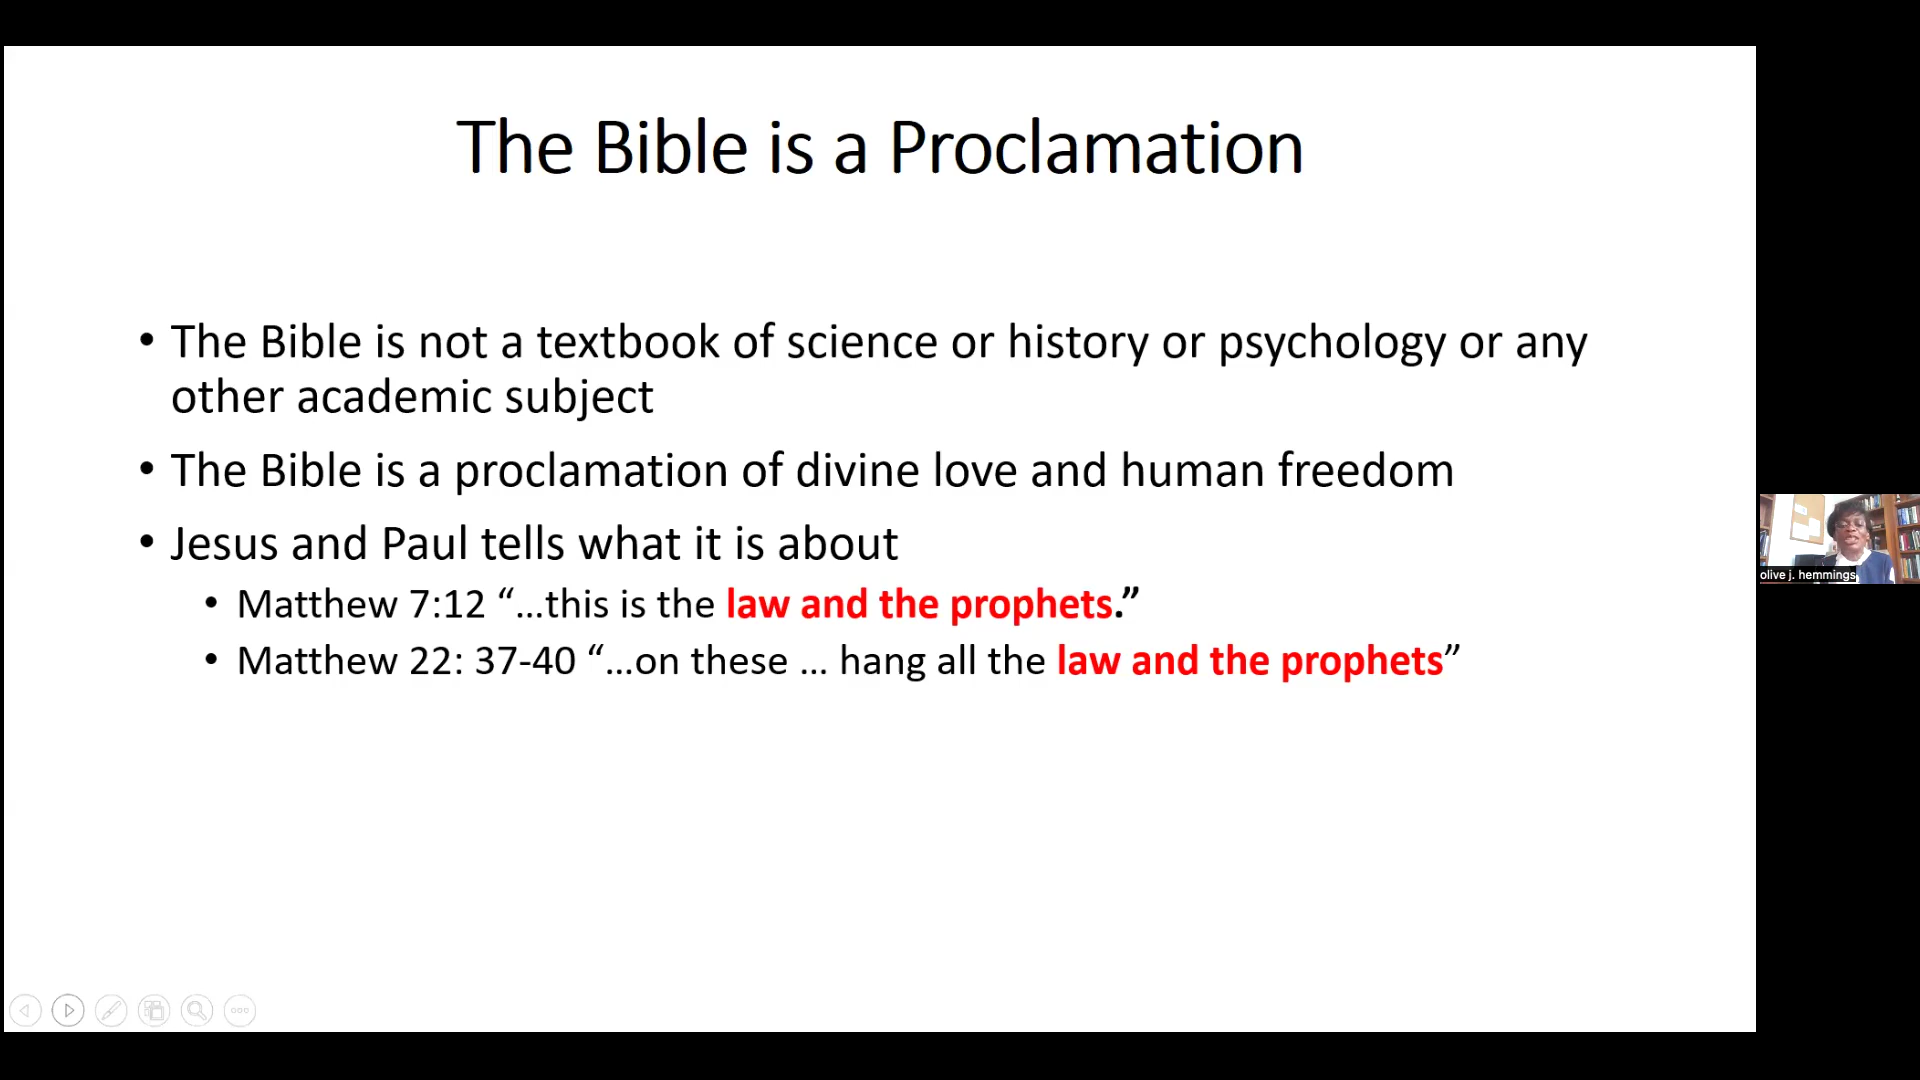 The Bible is a Proclamation
• The Bible is not a textbook of science or history or psychology or any
other academic subject
• The Bible is a proclamation of divine love and human freedom
• Jesus and Paul tells what it is about
• Matthew 7:12 “…this is the law and the prophets.”
• Matthew 22: 37-40 “…on these … hang all the law and the prophets”
olive j. hemmings